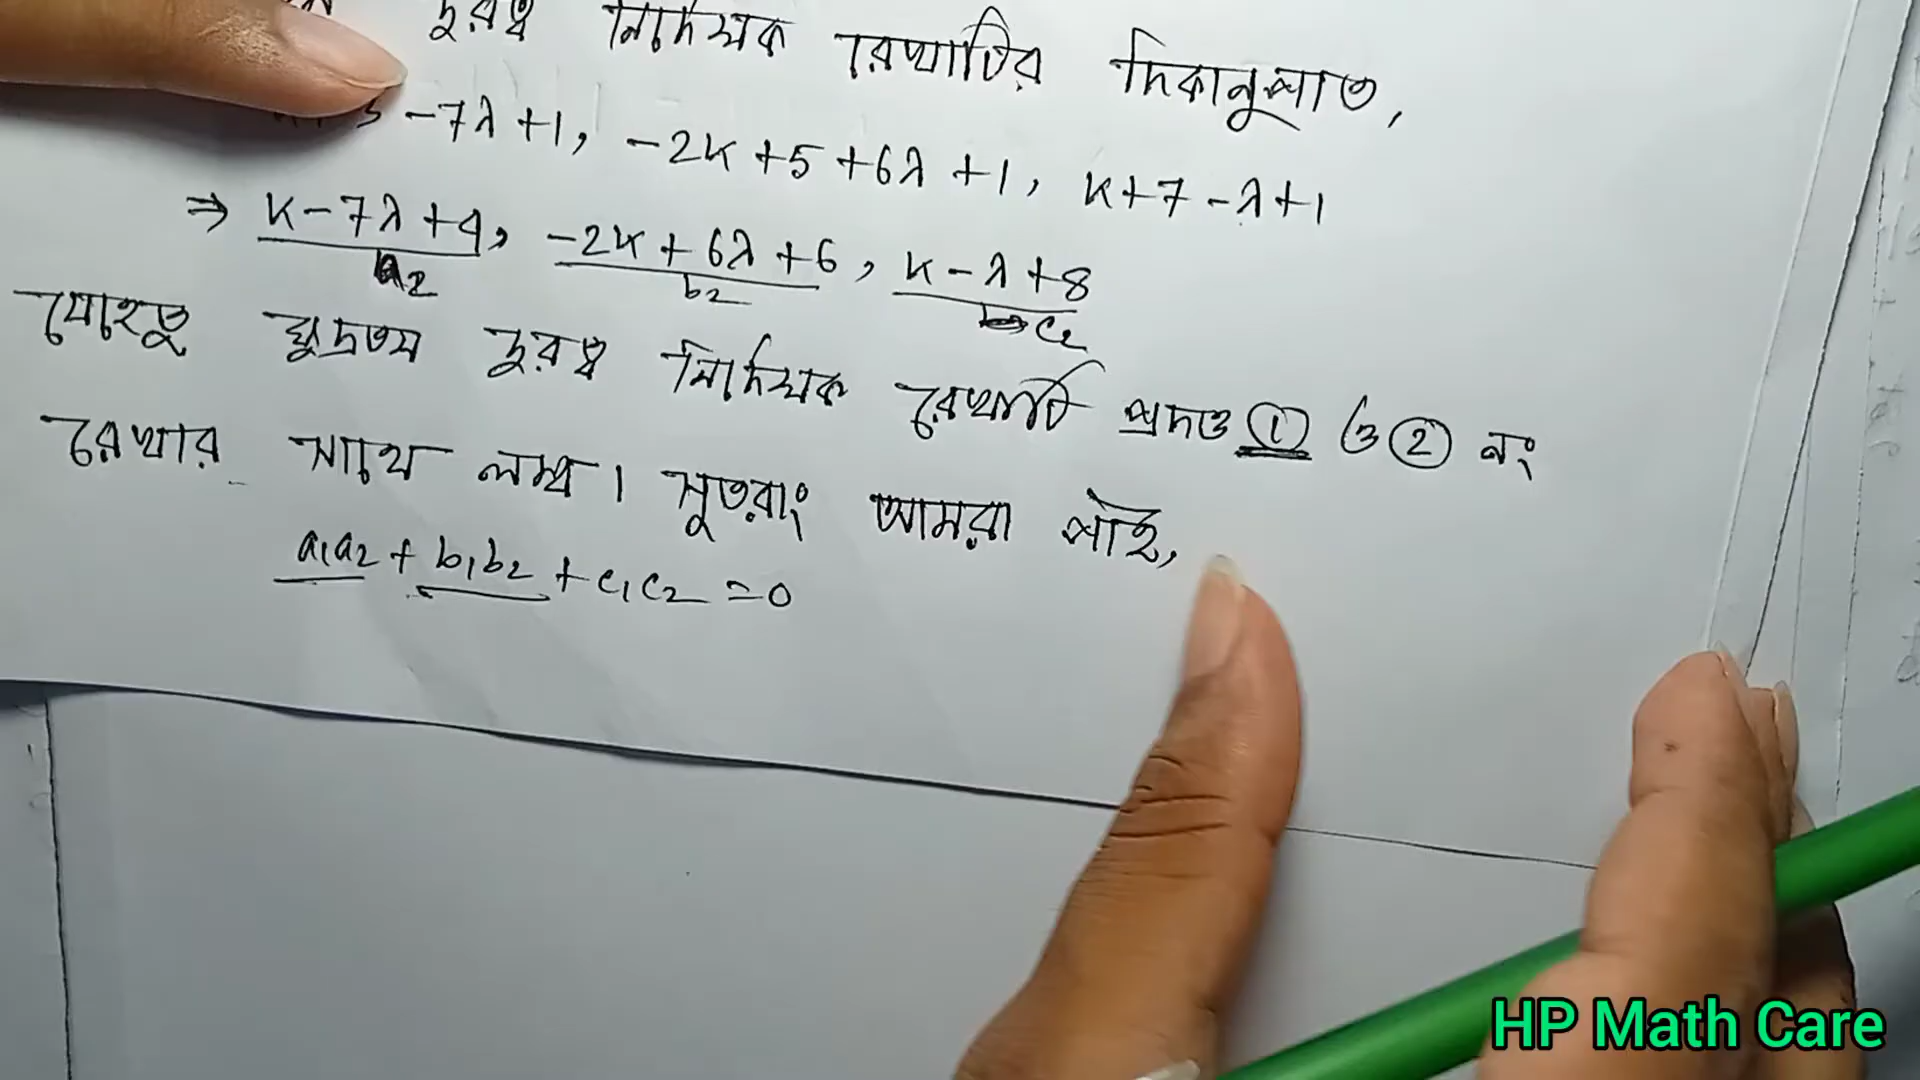 দুরত্ব নির্দেশক রেখাটির দিকানুপাত,
3 -7λ +1, -2k +5 +6λ +1, k+7 -λ+1
⇒ k-7λ+4, -2k + 6λ +6, k-λ+8
a2 b2 c2
যেহেতু ক্ষুদ্রতম দুরত্ব নির্দেশক রেখাটি প্রদত্ত ① ও ② নং
রেখার সাথে লম্ব। সুতরাং আমরা পাই,
a1a2 + b1b2 + c1c2 = 0
HP Math Care